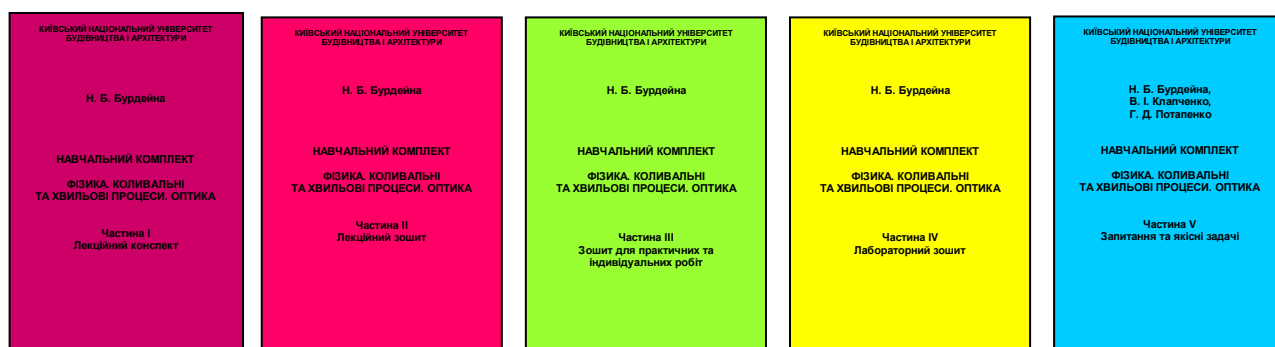 КИЇВСЬКИЙ НАЦІОНАЛЬНИЙ УНІВЕРСИТЕТ
БУДІВНИЦТВА І АРХІТЕКТУРИ
Н. Б. Бурдейна
НАВЧАЛЬНИЙ КОМПЛЕКТ
ФІЗИКА. КОЛИВАЛЬНІ
ТА ХВИЛЬОВІ ПРОЦЕСИ. ОПТИКА
Частина І
Лекційний конспект
КИЇВСЬКИЙ НАЦІОНАЛЬНИЙ УНІВЕРСИТЕТ
БУДІВНИЦТВА І АРХІТЕКТУРИ
Н. Б. Бурдейна
НАВЧАЛЬНИЙ КОМПЛЕКТ
ФІЗИКА. КОЛИВАЛЬНІ
ТА ХВИЛЬОВІ ПРОЦЕСИ. ОПТИКА
Частина ІІ
Лекційний зошит
КИЇВСЬКИЙ НАЦІОНАЛЬНИЙ УНІВЕРСИТЕТ
БУДІВНИЦТВА І АРХІТЕКТУРИ
Н. Б. Бурдейна
НАВЧАЛЬНИЙ КОМПЛЕКТ
ФІЗИКА. КОЛИВАЛЬНІ
ТА ХВИЛЬОВІ ПРОЦЕСИ. ОПТИКА
Частина ІІІ
Зошит для практичних та
індивідуальних робіт
КИЇВСЬКИЙ НАЦІОНАЛЬНИЙ УНІВЕРСИТЕТ
БУДІВНИЦТВА І АРХІТЕКТУРИ
Н. Б. Бурдейна
НАВЧАЛЬНИЙ КОМПЛЕКТ
ФІЗИКА. КОЛИВАЛЬНІ
ТА ХВИЛЬОВІ ПРОЦЕСИ. ОПТИКА
Частина IV
Лабораторний зошит
КИЇВСЬКИЙ НАЦІОНАЛЬНИЙ УНІВЕРСИТЕТ
БУДІВНИЦТВА І АРХІТЕКТУРИ
Н. Б. Бурдейна,
В. І. Клапченко,
Г. Д. Потапенко
НАВЧАЛЬНИЙ КОМПЛЕКТ
ФІЗИКА. КОЛИВАЛЬНІ
ТА ХВИЛЬОВІ ПРОЦЕСИ. ОПТИКА
Частина V
Запитання та якісні задачі